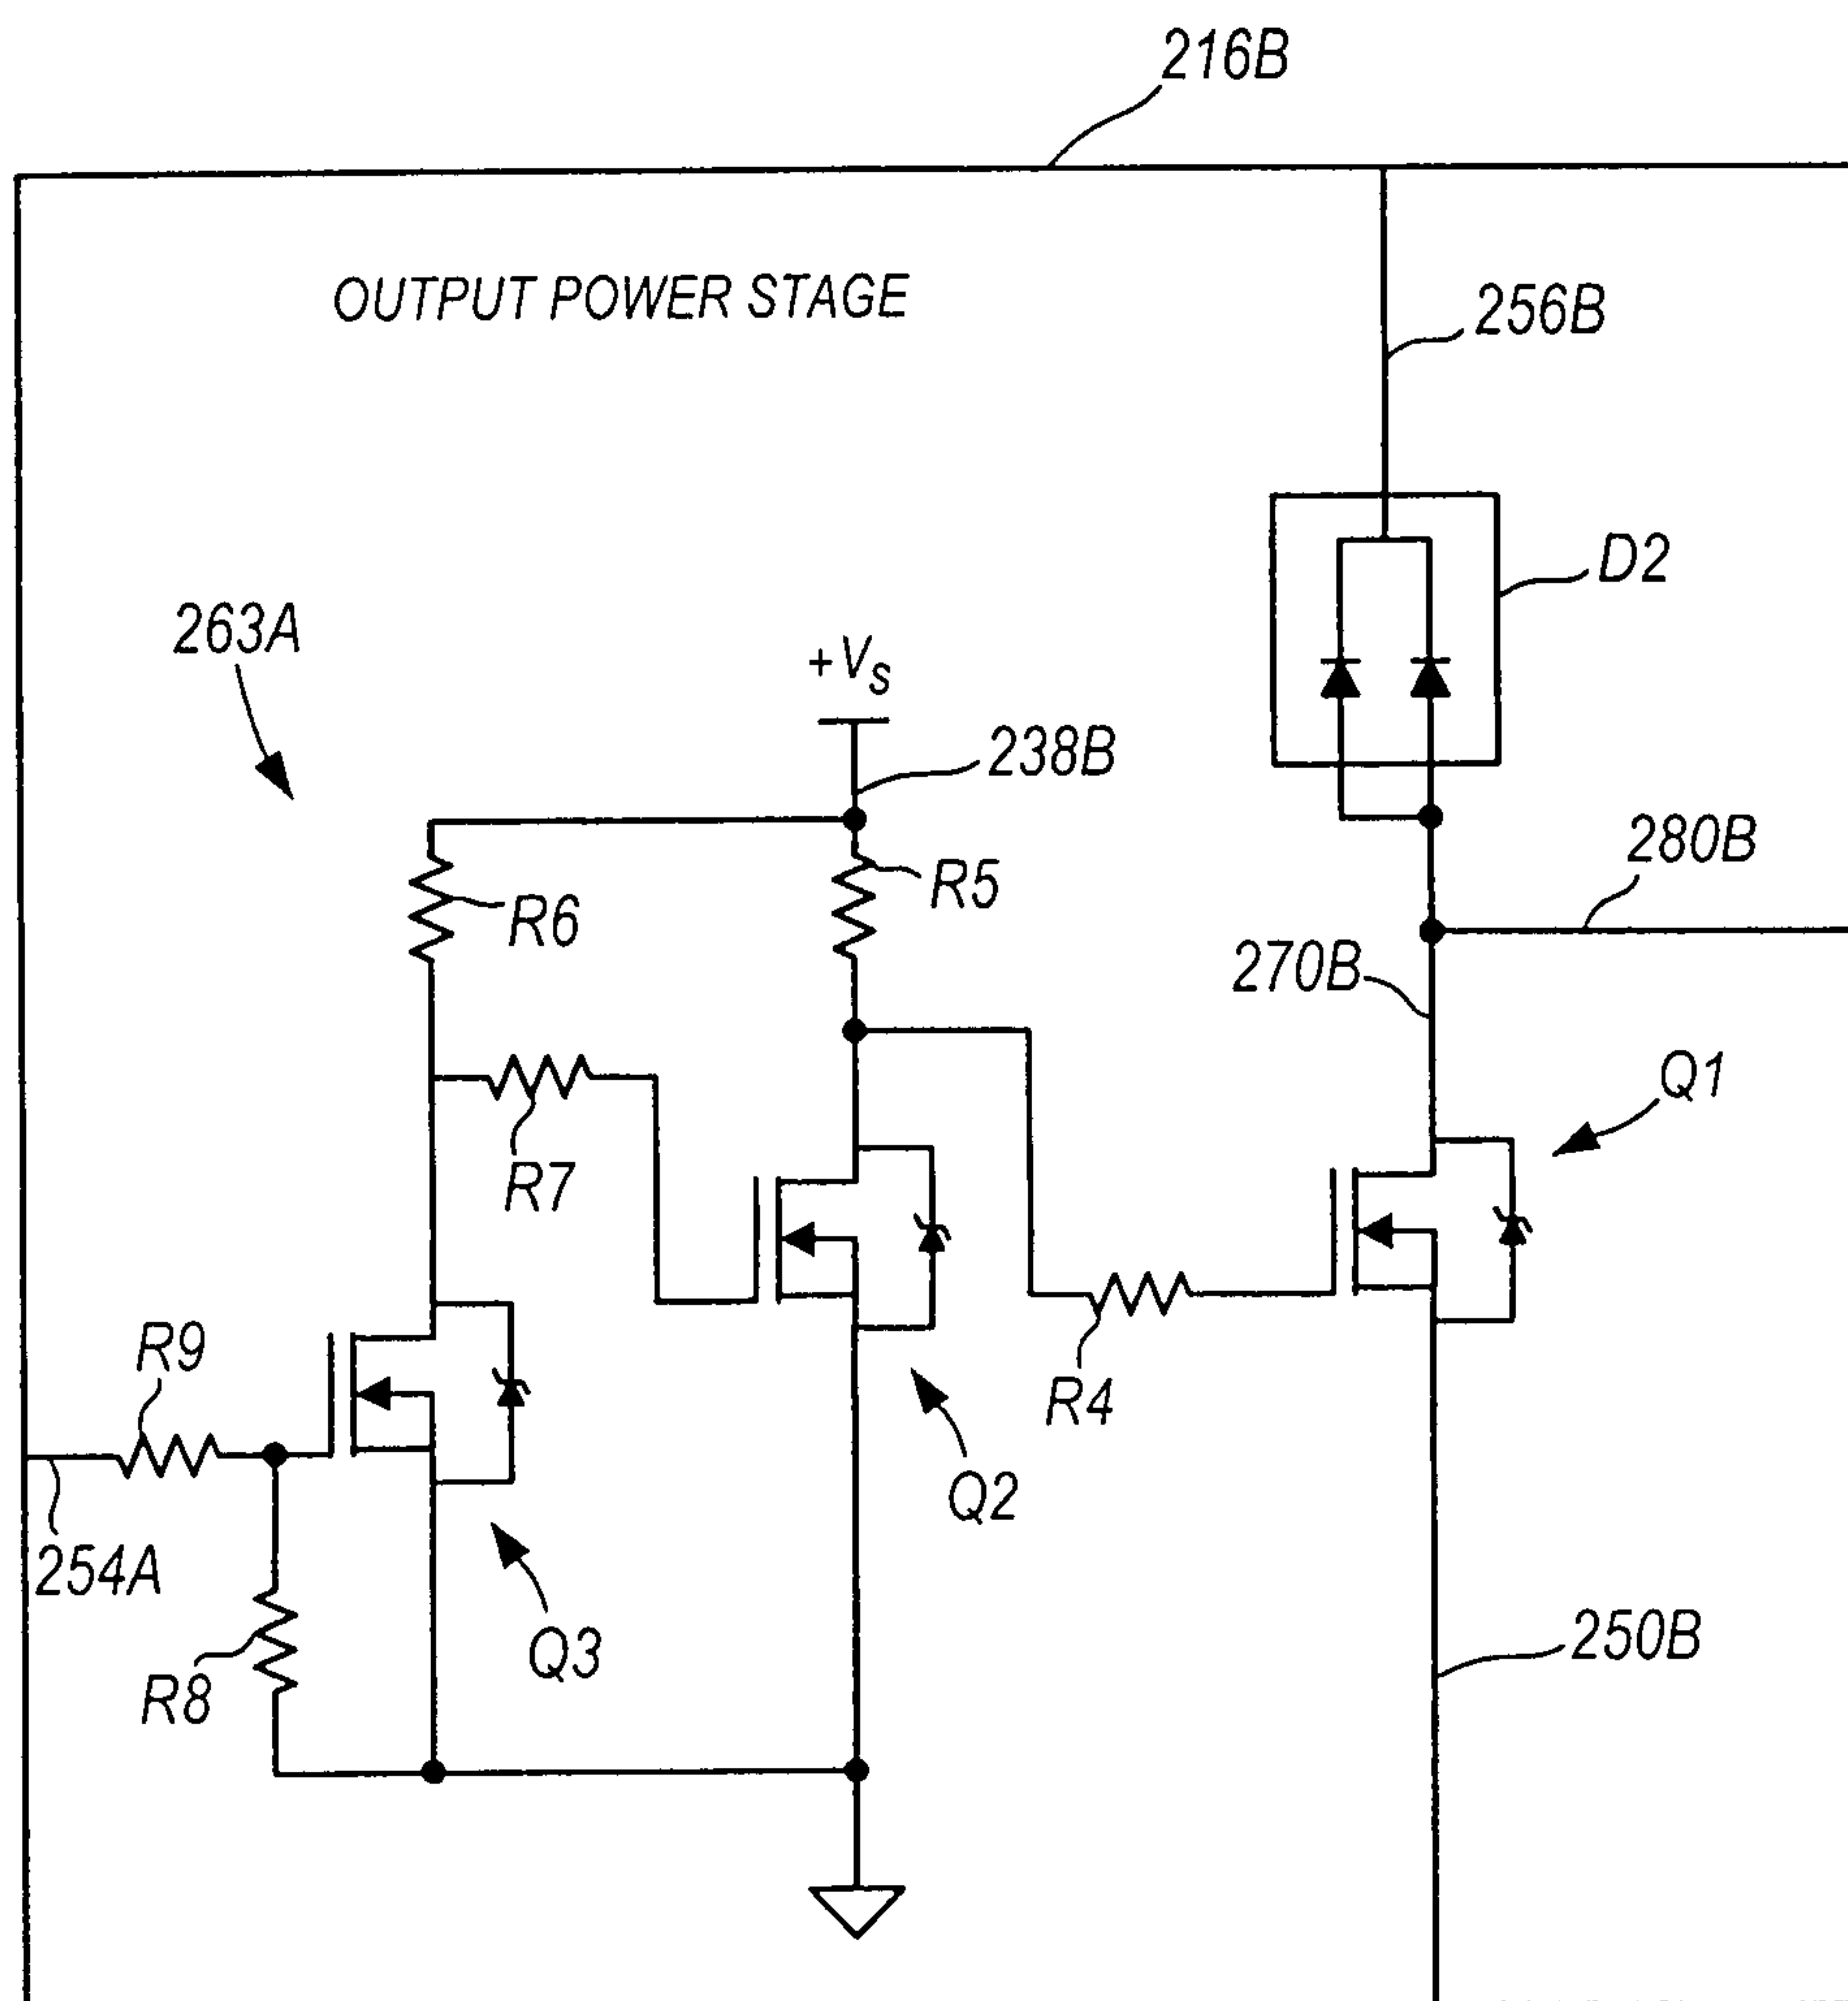 216B
OUTPUT POWER STAGE
256B
D2
263A
+Vs
238B
280B
R5
R6
270B
Q1
R7
R9
R4
Q2
254A
250B
Q3
R8